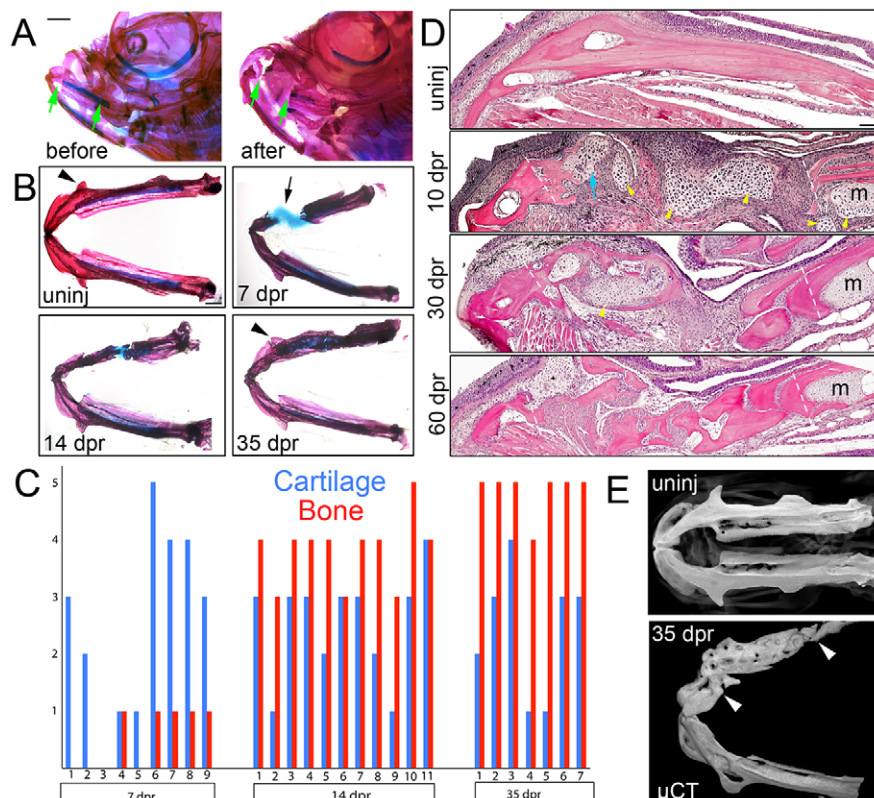 A
before
after
B
uninj
7 dpr
14 dpr
35 dpr
C
Cartilage
Bone
5
4
3
2
1
1 2 3 4 5 6 7 8 9
1 2 3 4 5 6 7 8 9 10 11
1 2 3 4 5 6 7
7 dpr
14 dpr
35 dpr
D
uninj
10 dpr
m
30 dpr
m
60 dpr
m
E
uninj
35 dpr
µCT